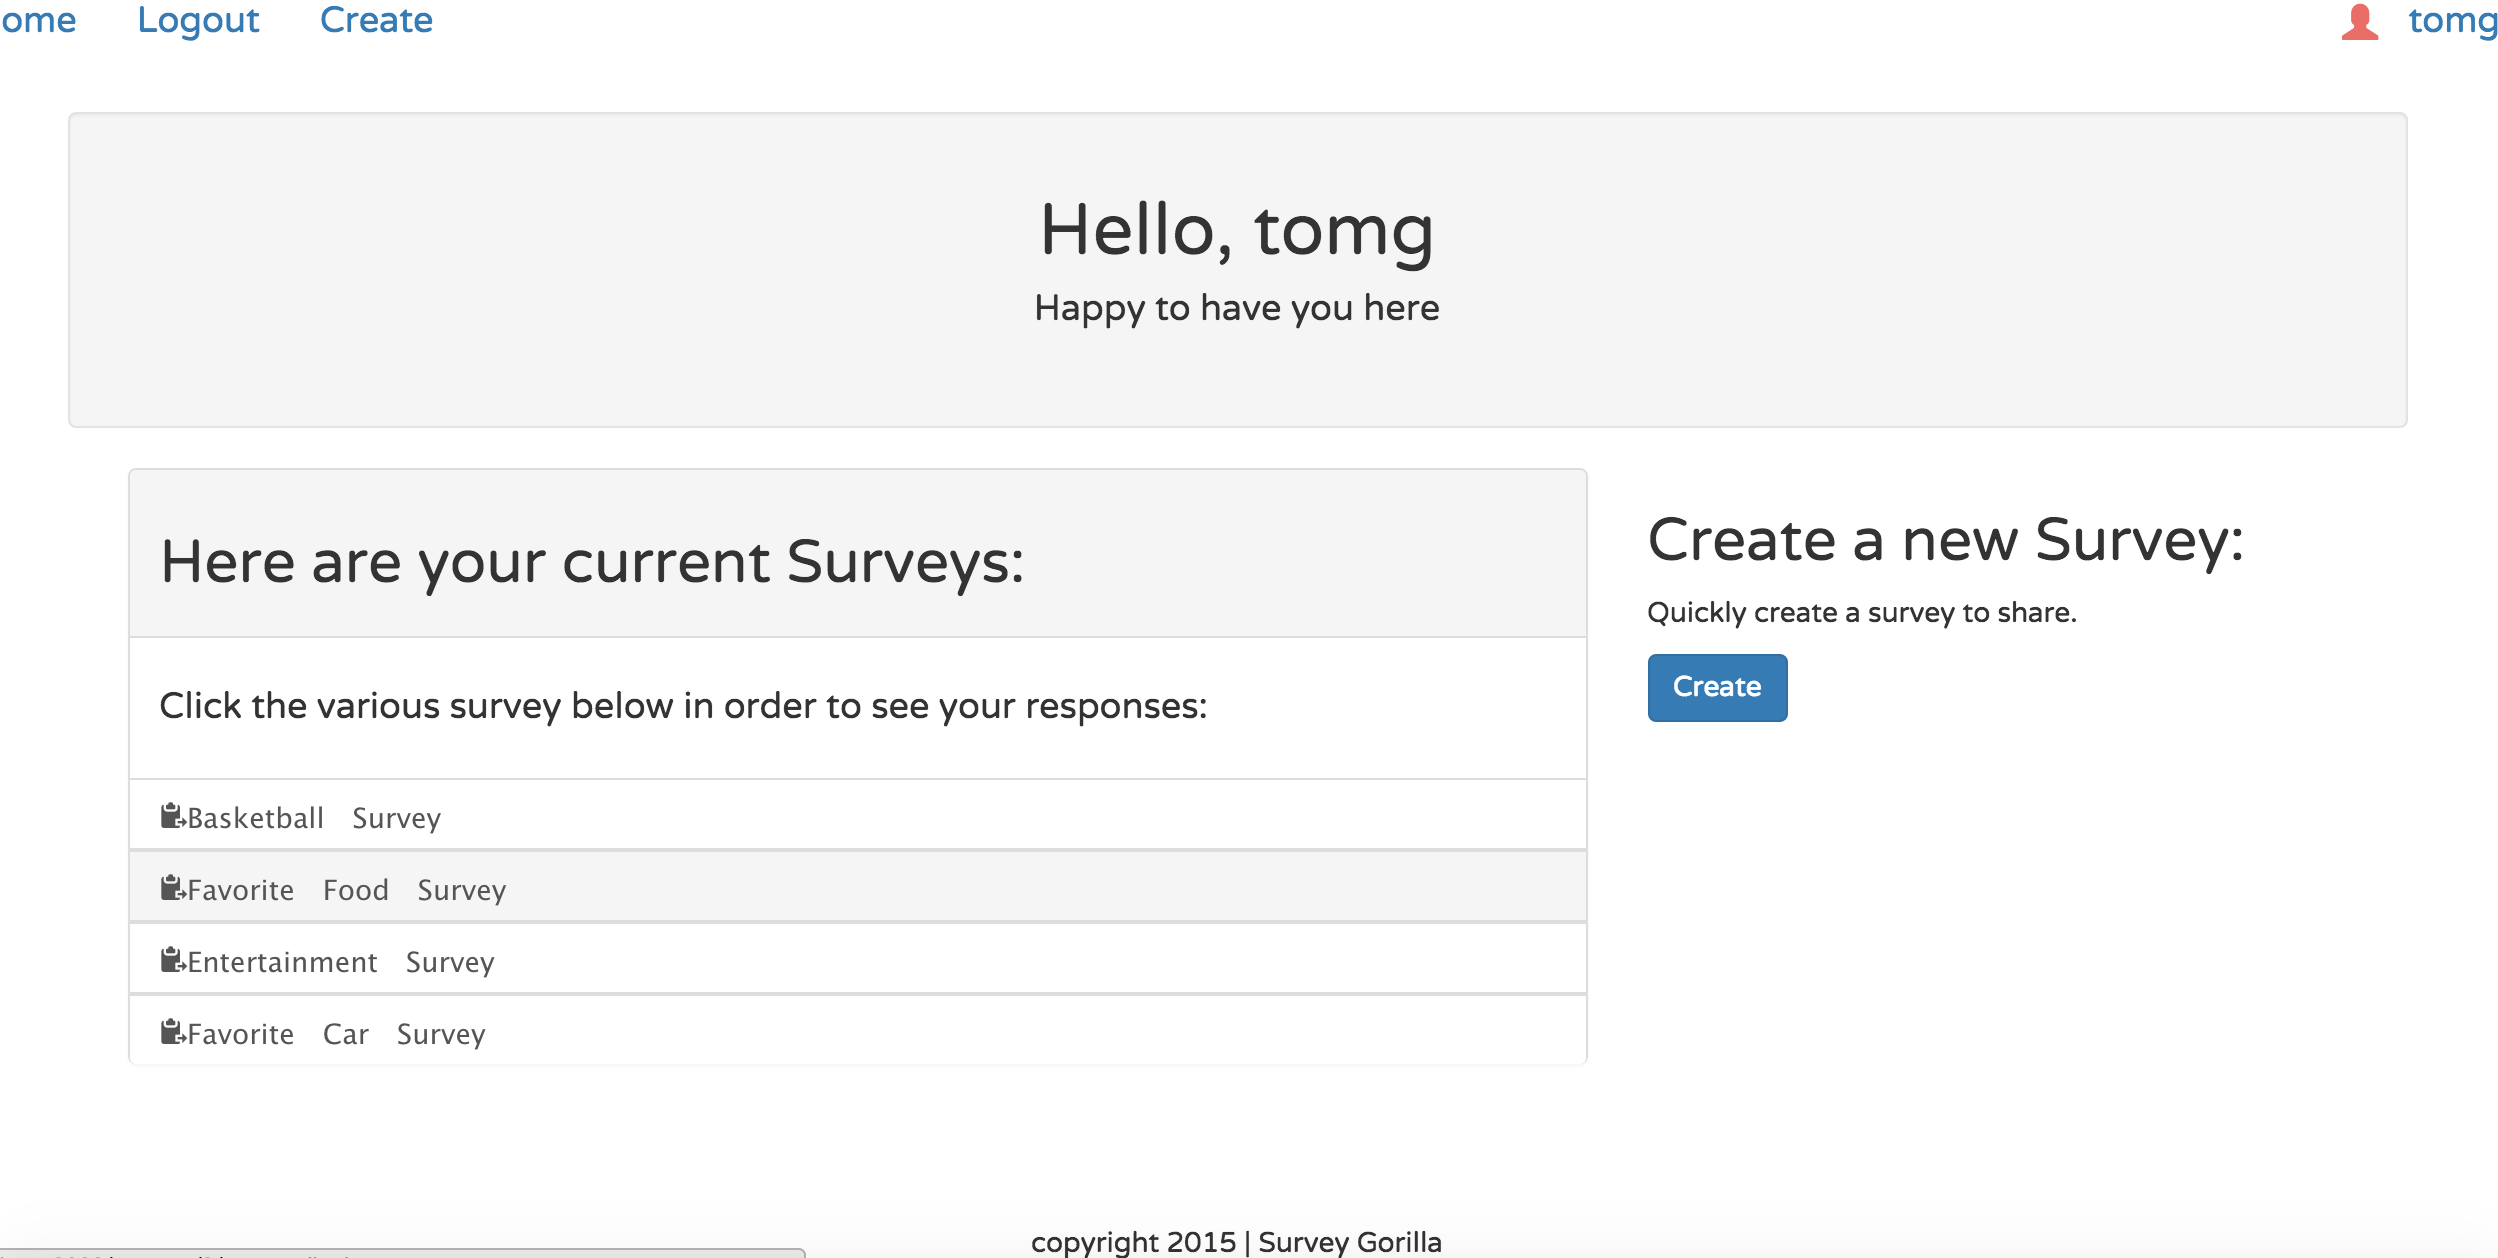 ome Logout Create tomg
Hello, tomg
Happy to have you here
Here are your current Surveys:
Click the various survey below in order to see your responses:
Basketball Survey
Favorite Food Survey
Entertainment Survey
Favorite Car Survey
Create a new Survey:
Quickly create a survey to share.
Create
copyright 2015 | Survey Gorilla